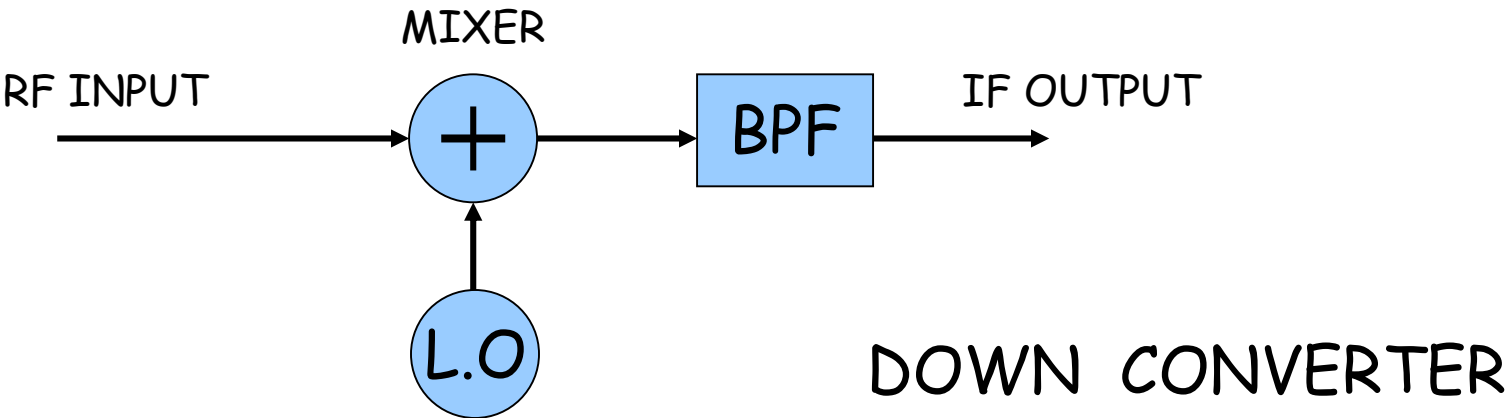 MIXER
RF INPUT
+
BPF
IF OUTPUT
L.O
DOWN CONVERTER